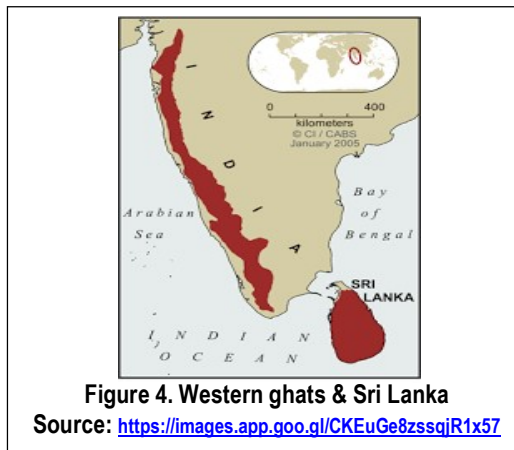 0 400
kilometers
© CI / CABS
January 2005
I N D I A
Arabian
Sea
Bay
of
Bengal
SRI
LANKA
I N D I A N
O C E A N
Figure 4. Western ghats & Sri Lanka
Source: https://images.app.goo.gl/CKEuGe8zssqjR1x57